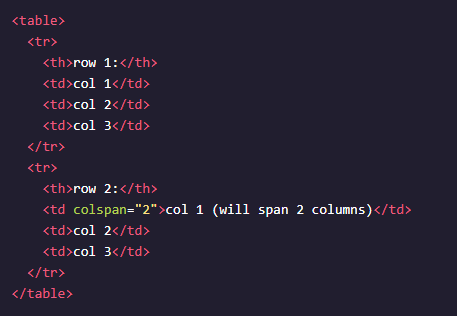 <table>
  <tr>
    <th>row 1:</th>
    <td>col 1</td>
    <td>col 2</td>
    <td>col 3</td>
  </tr>
  <tr>
    <th>row 2:</th>
    <td colspan="2">col 1 (will span 2 columns)</td>
    <td>col 2</td>
    <td>col 3</td>
  </tr>
</table>